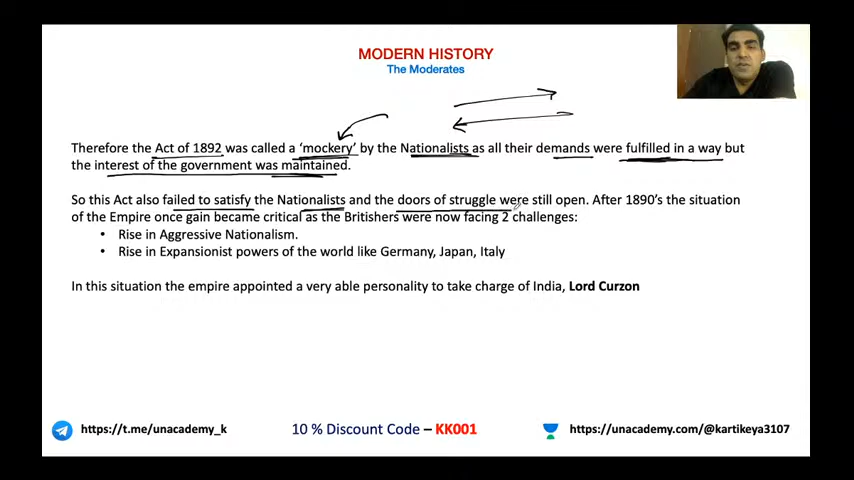 MODERN HISTORY
The Moderates
Therefore the Act of 1892 was called a ‘mockery’ by the Nationalists as all their demands were fulfilled in a way but
the interest of the government was maintained.
So this Act also failed to satisfy the Nationalists and the doors of struggle were still open. After 1890’s the situation
of the Empire once gain became critical as the Britishers were now facing 2 challenges:
• Rise in Aggressive Nationalism.
• Rise in Expansionist powers of the world like Germany, Japan, Italy
In this situation the empire appointed a very able personality to take charge of India, Lord Curzon
https://t.me/unacademy_k
10 % Discount Code – KK001
https://unacademy.com/@kartikeya3107